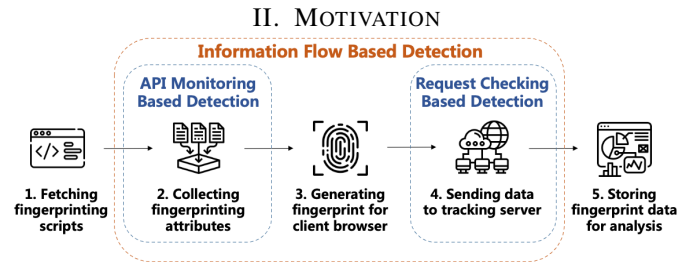 II. MOTIVATION
Information Flow Based Detection
API Monitoring
Based Detection
Request Checking
Based Detection
</>
1. Fetching
fingerprinting
scripts
2. Collecting
fingerprinting
attributes
3. Generating
fingerprint for
client browser
4. Sending data
to tracking server
5. Storing
fingerprint data
for analysis